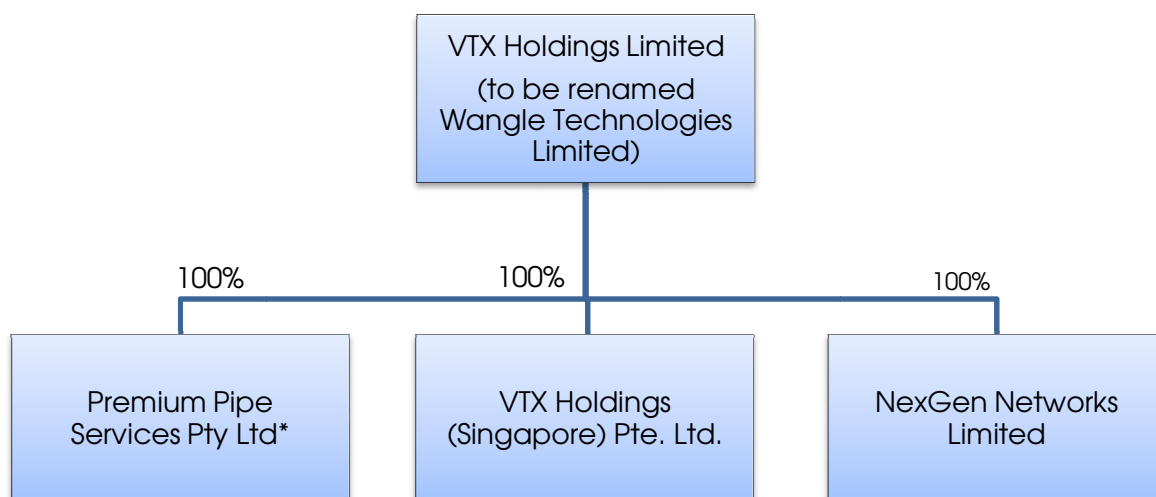 VTX Holdings Limited
(to be renamed
Wangle Technologies
Limited)
100%
100%
100%
Premium Pipe
Services Pty Ltd*
VTX Holdings
(Singapore) Pte. Ltd.
NexGen Networks
Limited